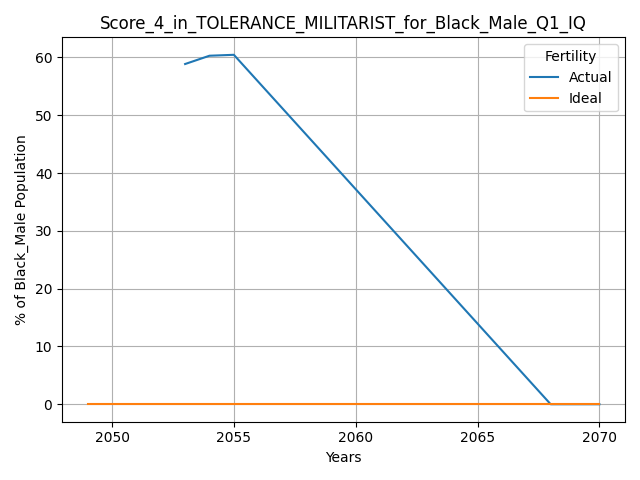 Score_4_in_TOLERANCE_MILITARIST_for_Black_Male_Q1_IQ
Fertility
Actual
Ideal
% of Black_Male Population
60
50
40
30
20
10
0
2050 2055 2060 2065 2070
Years